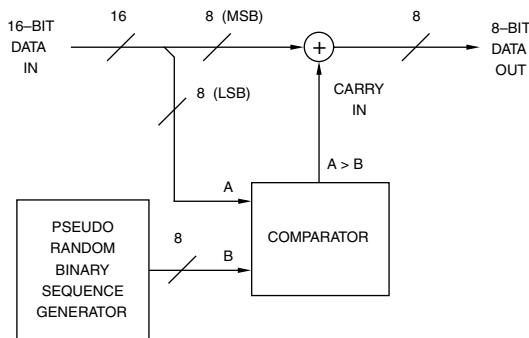 16–BIT
DATA
IN
16
8 (MSB)
8
8–BIT
DATA
OUT
+
8 (LSB)
CARRY
IN
A > B
A
PSEUDO
RANDOM
BINARY
SEQUENCE
GENERATOR
8
B
COMPARATOR